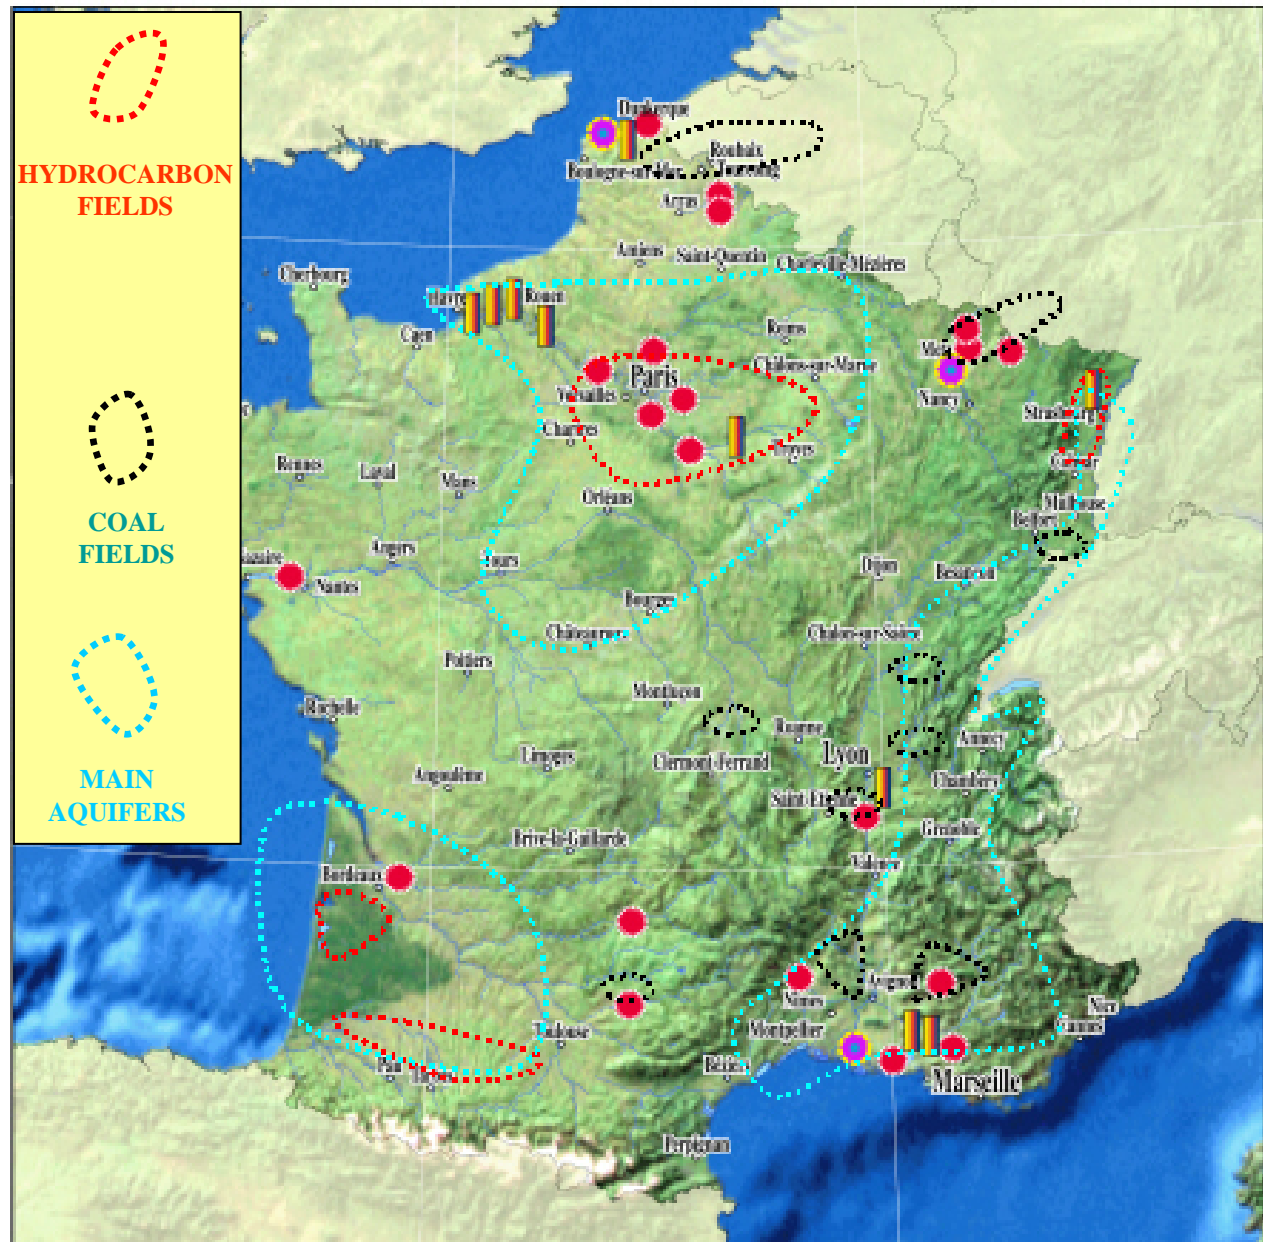 HYDROCARBON
FIELDS
COAL
FIELDS
MAIN
AQUIFERS
Dunkerque
Roubaix
Boulogne-sur-Mer
Tourcoing
Arras
Amiens
Saint-Quentin
Charleville-Mézières
Cherbourg
Havre
Rouen
Caen
Reims
Metz
Châlons-sur-Marne
Paris
Versailles
Nancy
Strasbourg
Chartres
Troyes
Colmar
Rennes
Laval
Mans
Orléans
Mulhouse
Belfort
Angers
Tours
Dijon
Besancon
Nantes
Bourges
Châteauroux
Chalon-sur-Saône
Poitiers
Montluçon
Rochelle
Roanne
Annecy
Limoges
Clermont-Ferrand
Lyon
Angoulême
Chambéry
Saint-Etienne
Grenoble
Brive-la-Gaillarde
Valence
Bordeaux
Avignon
Nîmes
Nice
Cannes
Montpellier
Toulouse
Pau
Béziers
Marseille
Perpignan